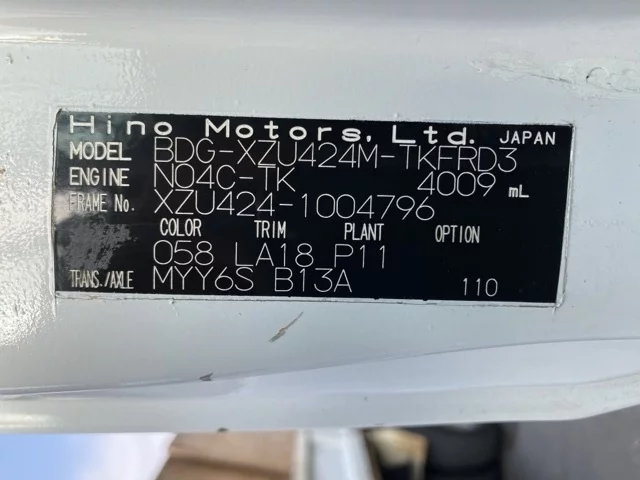 Hino Motors, Ltd. JAPAN
MODEL BDG-XZU424M-TKFRD3
ENGINE N04C-TK 4009 mL
FRAME No. XZU424-1004796
COLOR TRIM PLANT OPTION
058 LA18 P11
TRANS./AXLE MYY6S B13A 110